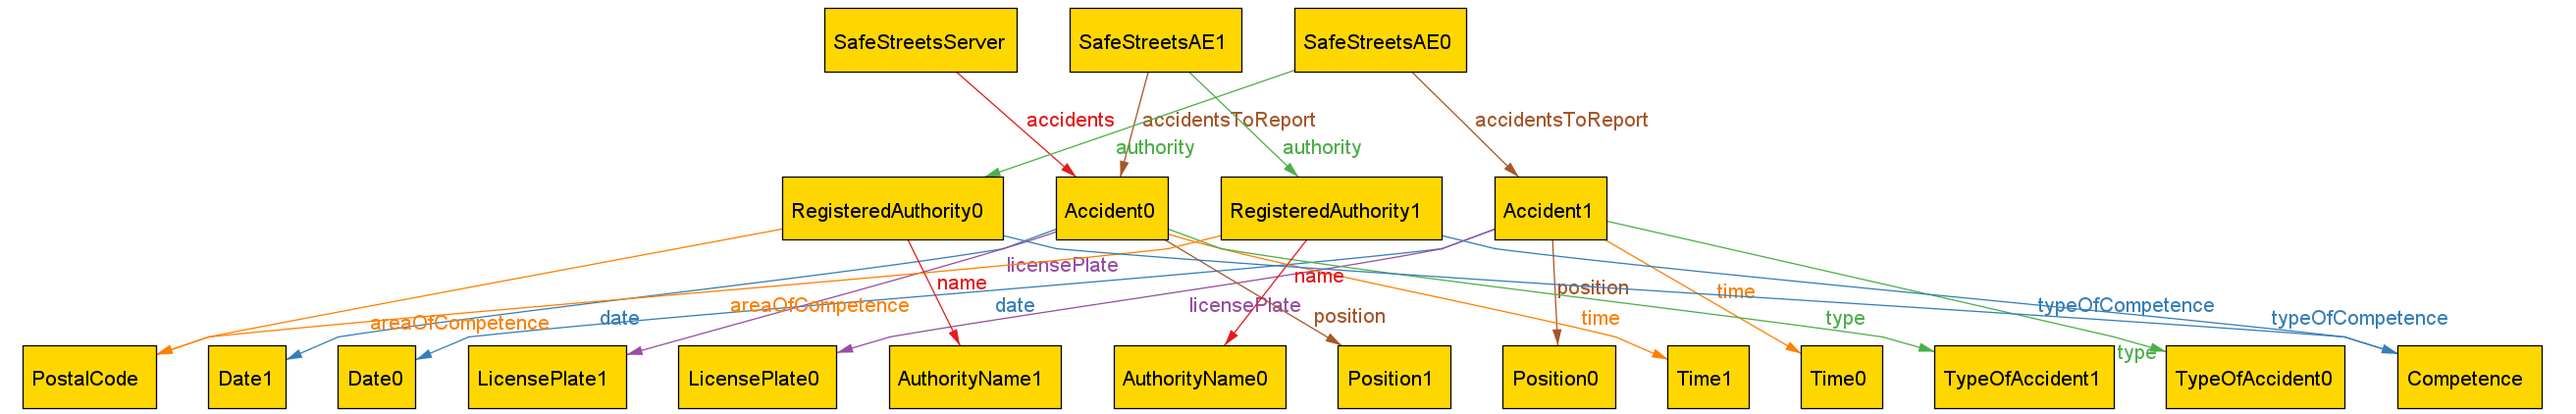 SafeStreetsServer
SafeStreetsAE1
SafeStreetsAE0
accidents
accidentsToReport
accidentsToReport
authority
authority
RegisteredAuthority0
Accident0
RegisteredAuthority1
Accident1
licensePlate
name
name
position
time
areaOfCompetence
date
licensePlate
typeOfCompetence
areaOfCompetence
date
position
time
type
typeOfCompetence
type
PostalCode
Date1
Date0
LicensePlate1
LicensePlate0
AuthorityName1
AuthorityName0
Position1
Position0
Time1
Time0
TypeOfAccident1
TypeOfAccident0
Competence